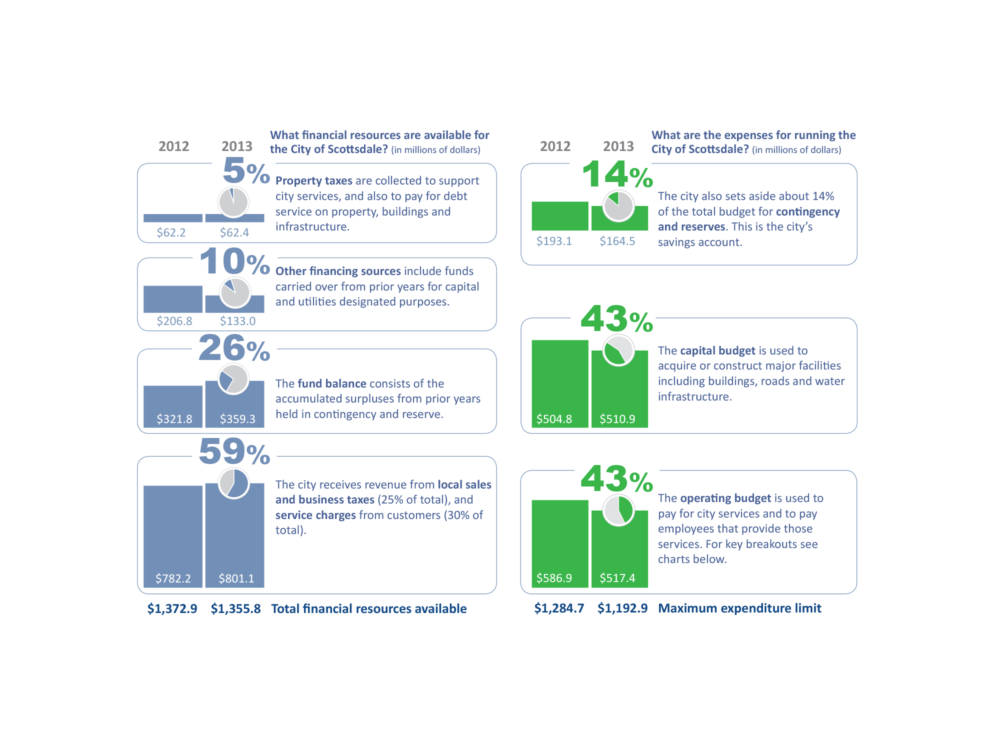 2012 2013
What financial resources are available for
the City of Scottsdale? (in millions of dollars)
5%
Property taxes are collected to support
city services, and also to pay for debt
service on property, buildings and
infrastructure.
$62.2 $62.4
10%
Other financing sources include funds
carried over from prior years for capital
and utilities designated purposes.
$206.8 $133.0
26%
The fund balance consists of the
accumulated surpluses from prior years
held in contingency and reserve.
$321.8 $359.3
59%
The city receives revenue from local sales
and business taxes (25% of total), and
service charges from customers (30% of
total).
$782.2 $801.1
$1,372.9 $1,355.8 Total financial resources available
2012 2013
What are the expenses for running the
City of Scottsdale? (in millions of dollars)
14%
The city also sets aside about 14%
of the total budget for contingency
and reserves. This is the city’s
savings account.
$193.1 $164.5
43%
The capital budget is used to
acquire or construct major facilities
including buildings, roads and water
infrastructure.
$504.8 $510.9
43%
The operating budget is used to
pay for city services and to pay
employees that provide those
services. For key breakouts see
charts below.
$586.9 $517.4
$1,284.7 $1,192.9 Maximum expenditure limit